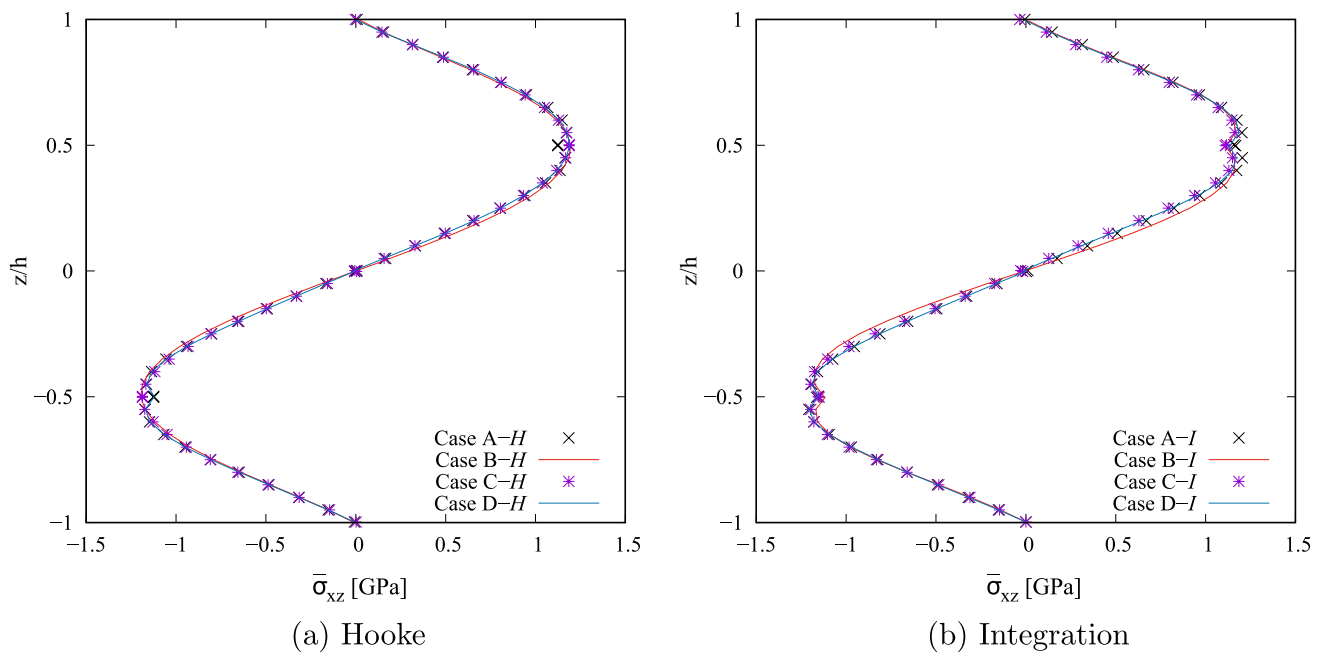 1
0.5
0
−0.5
−1
z/h
Case A−H
Case B−H
Case C−H
Case D−H
−1.5
−1
−0.5
0
0.5
1
1.5
σ̅xz [GPa]
(a) Hooke
1
0.5
0
−0.5
−1
z/h
Case A−I
Case B−I
Case C−I
Case D−I
−1.5
−1
−0.5
0
0.5
1
1.5
σ̅xz [GPa]
(b) Integration